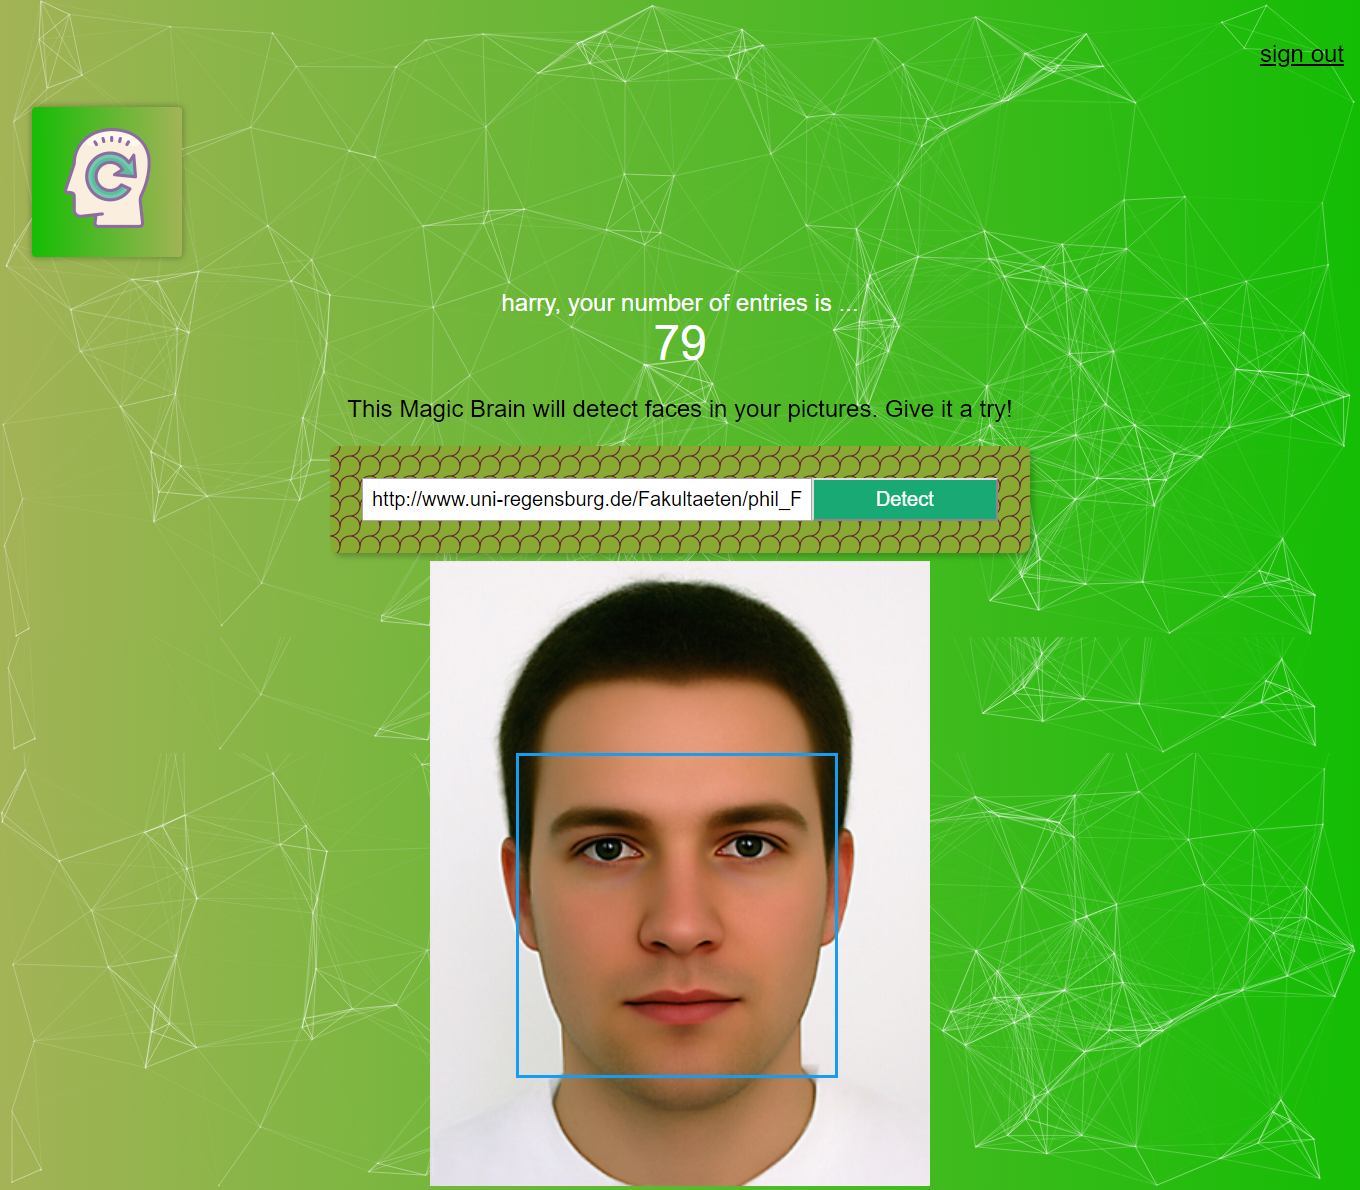 sign out
harry, your number of entries is ...
79
This Magic Brain will detect faces in your pictures. Give it a try!
http://www.uni-regensburg.de/Fakultaeten/phil_F
Detect